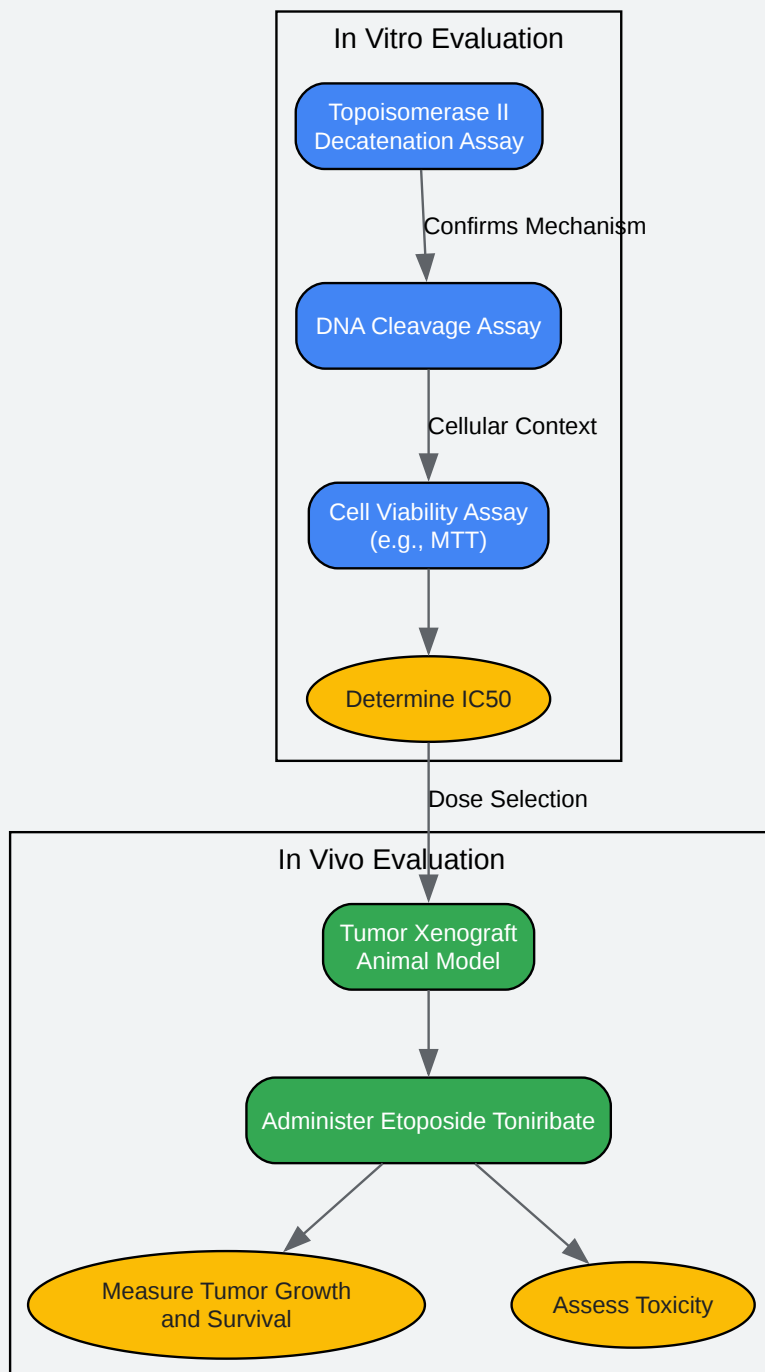 In Vitro Evaluation
Topoisomerase II
Decatenation Assay
Confirms Mechanism
DNA Cleavage Assay
Cellular Context
Cell Viability Assay
(e.g., MTT)
Determine IC50
Dose Selection
In Vivo Evaluation
Tumor Xenograft
Animal Model
Administer Etoposide Toniribate
Measure Tumor Growth
and Survival
Assess Toxicity